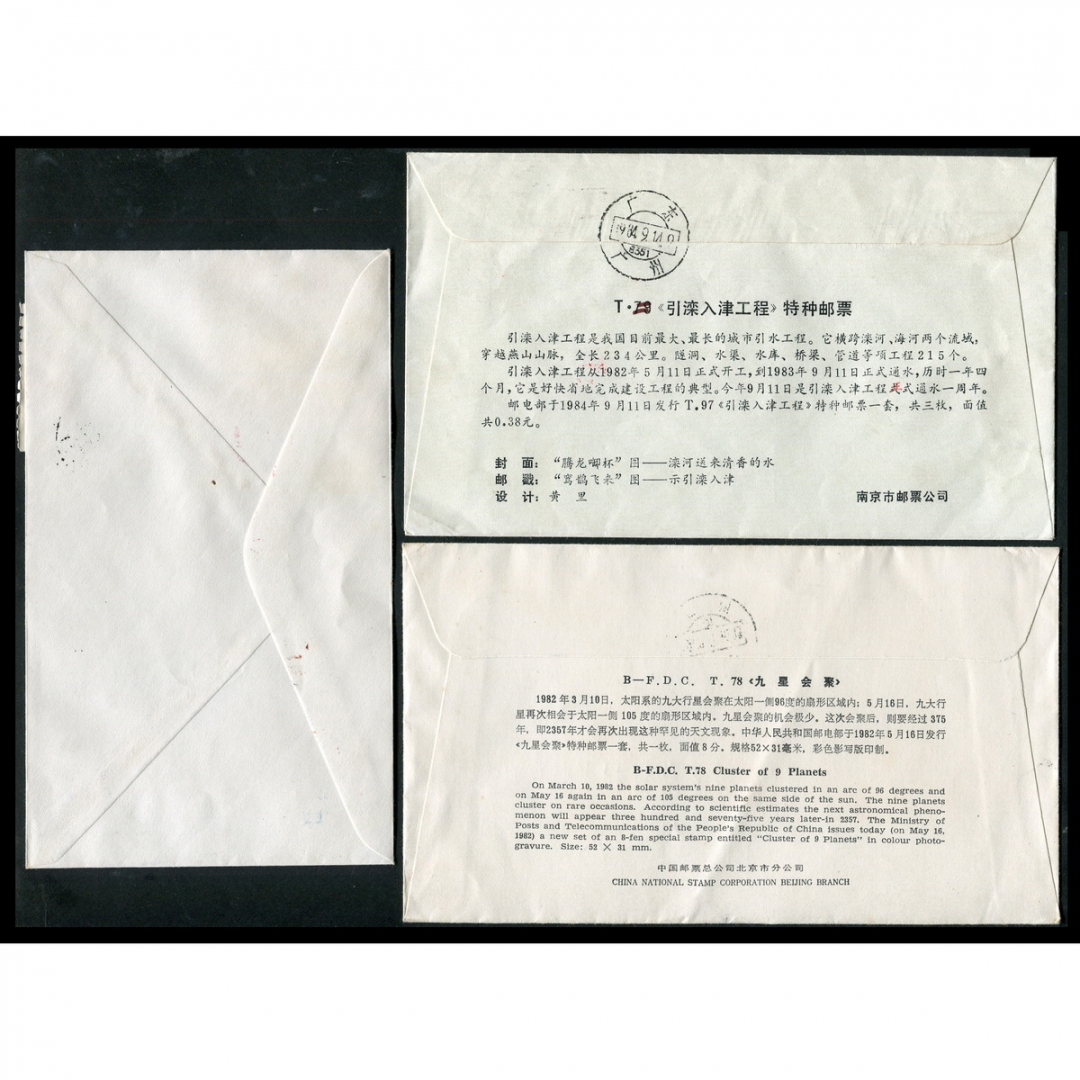 广东
1984.9.14.
8351
广州
T·《引滦入津工程》特种邮票
引滦入津工程是我国目前最大、最长的城市引水工程。它横跨滦河、海河两个流域，
穿越燕山山脉，全长234公里。隧洞、水渠、水库、桥梁、管道等项工程215个。
引滦入津工程从1982年5月11日正式开工，到1983年9月11日正式通水，历时一年四
个月，它是好快省地完成建设工程的典型。今年9月11日是引滦入津工程正式通水一周年。
邮电部于1984年9月11日发行T.97《引滦入津工程》特种邮票一套，共三枚，面值
共0.38元。
封 面：“腾龙啣杯”图——滦河送来清香的水
邮 戳：“鸾鹊飞来”图——示引滦入津
设 计：黄 里
南京市邮票公司
B—F.D.C. T.78《九星会聚》
1982年3月10日，太阳系的九大行星会聚在太阳一侧96度的扇形区域内；5月16日，九大行
星再次相会于太阳一侧105度的扇形区域内。九星会聚的机会极少。这次会聚后，则要经过375
年，即2357年才会再次出现这种罕见的天文现象。中华人民共和国邮电部于1982年5月16日发行
《九星会聚》特种邮票一套，共一枚，面值8分。规格52×31毫米，彩色影写版印制。
B-F.D.C. T.78 Cluster of 9 Planets
On March 10, 1982 the solar system's nine planets clustered in an arc of 96 degrees and
on May 16 again in an arc of 105 degrees on the same side of the sun. The nine planets
cluster on rare occasions. According to scientific estimates the next astronomical pheno-
menon will appear three hundred and seventy-five years later-in 2357. The Ministry of
Posts and Telecommunications of the People's Republic of China issues today (on May 16,
1982) a new set of an 8-fen special stamp entitled "Cluster of 9 Planets" in colour photo-
gravure. Size: 52 × 31 mm.
中国邮票总公司北京市分公司
CHINA NATIONAL STAMP CORPORATION BEIJING BRANCH